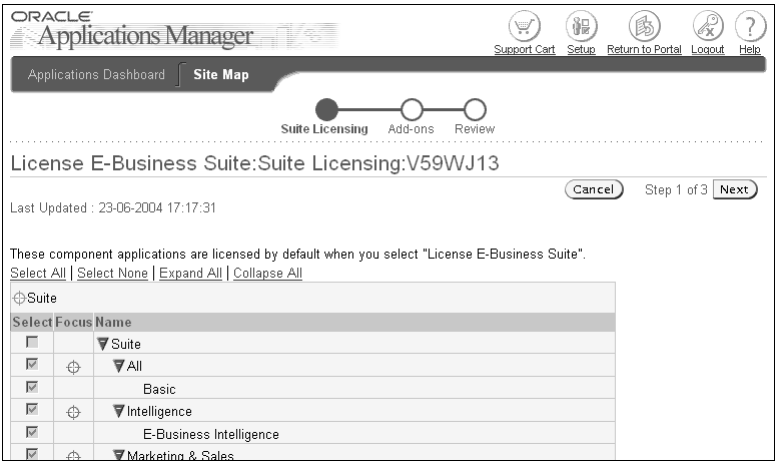 ORACLE
Applications Manager
Support Cart Setup Return to Portal Logout Help
Applications Dashboard Site Map
Suite Licensing Add-ons Review
License E-Business Suite:Suite Licensing:V59WJ13
Cancel Step 1 of 3 Next
Last Updated : 23-06-2004 17:17:31
These component applications are licensed by default when you select "License E-Business Suite".
Select All | Select None | Expand All | Collapse All
Suite
Select Focus Name
Suite
All
Basic
Intelligence
E-Business Intelligence
Marketing & Sales